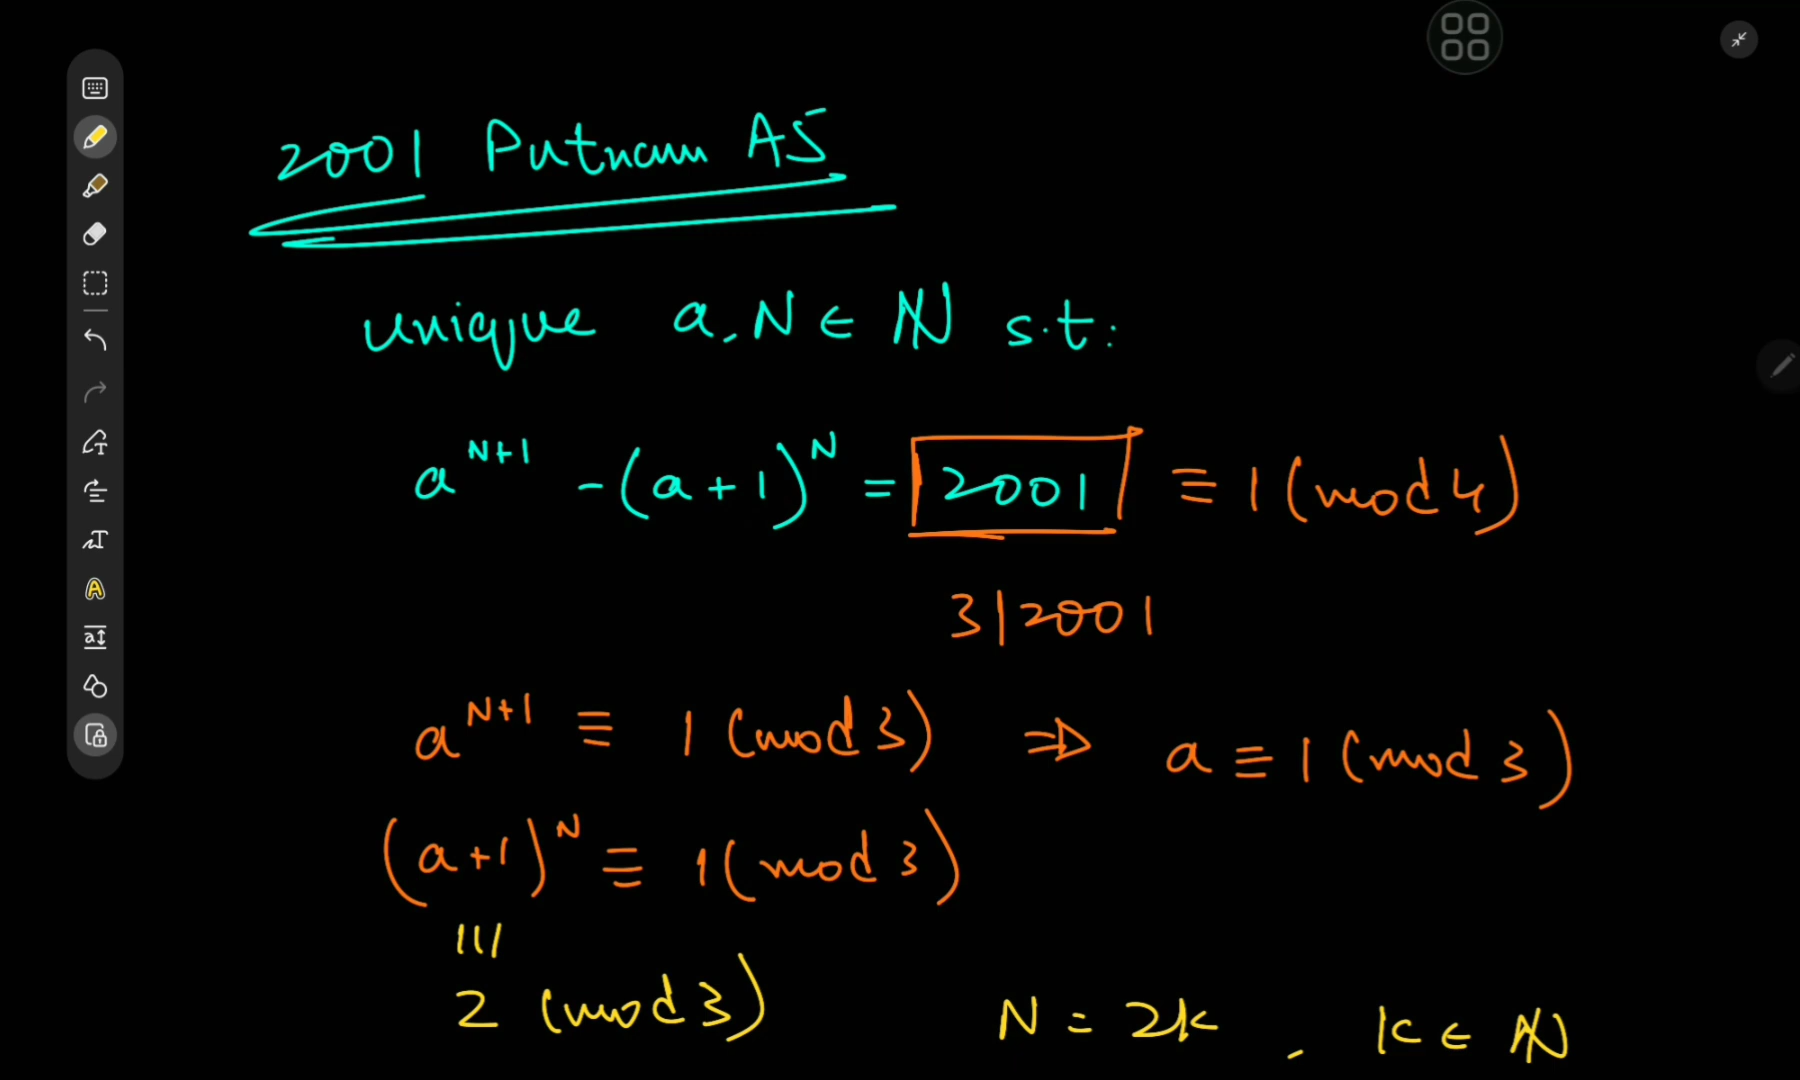 2001 Putnam A5
unique a, N ∈ ℕ s.t.
a^{N+1} - (a+1)^N = 2001 ≡ 1 (mod 4)
3 | 2001
a^{N+1} ≡ 1 (mod 3) ⇒ a ≡ 1 (mod 3)
(a+1)^N ≡ 1 (mod 3)
|||
2 (mod 3) N = 2k , k ∈ ℕ